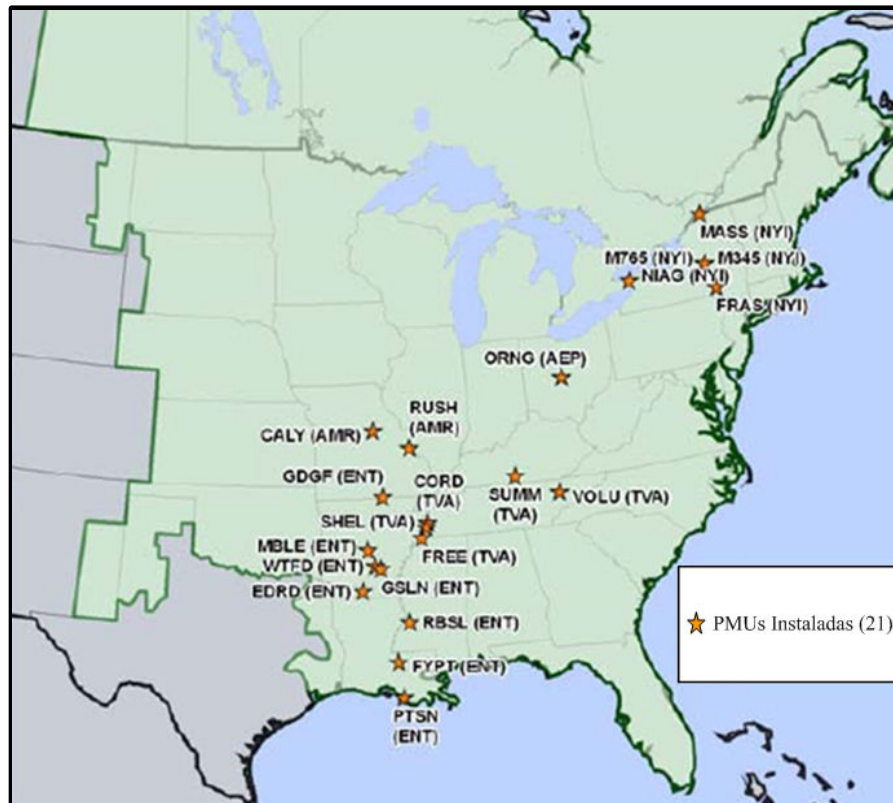 MASS (NYI)
M765 (NYI)
M345 (NYI)
NIAG (NYI)
FRAS (NYI)
ORNG (AEP)
RUSH
(AMR)
CALY (AMR)
GDGF (ENT)
CORD
(TVA)
SUMM
(TVA)
VOLU (TVA)
SHEL (TVA)
FREE (TVA)
MBLE (ENT)
WTFD (ENT)
GSLN (ENT)
EDRD (ENT)
RBSL (ENT)
FYPT (ENT)
PTSN
(ENT)
PMUs Instaladas (21)